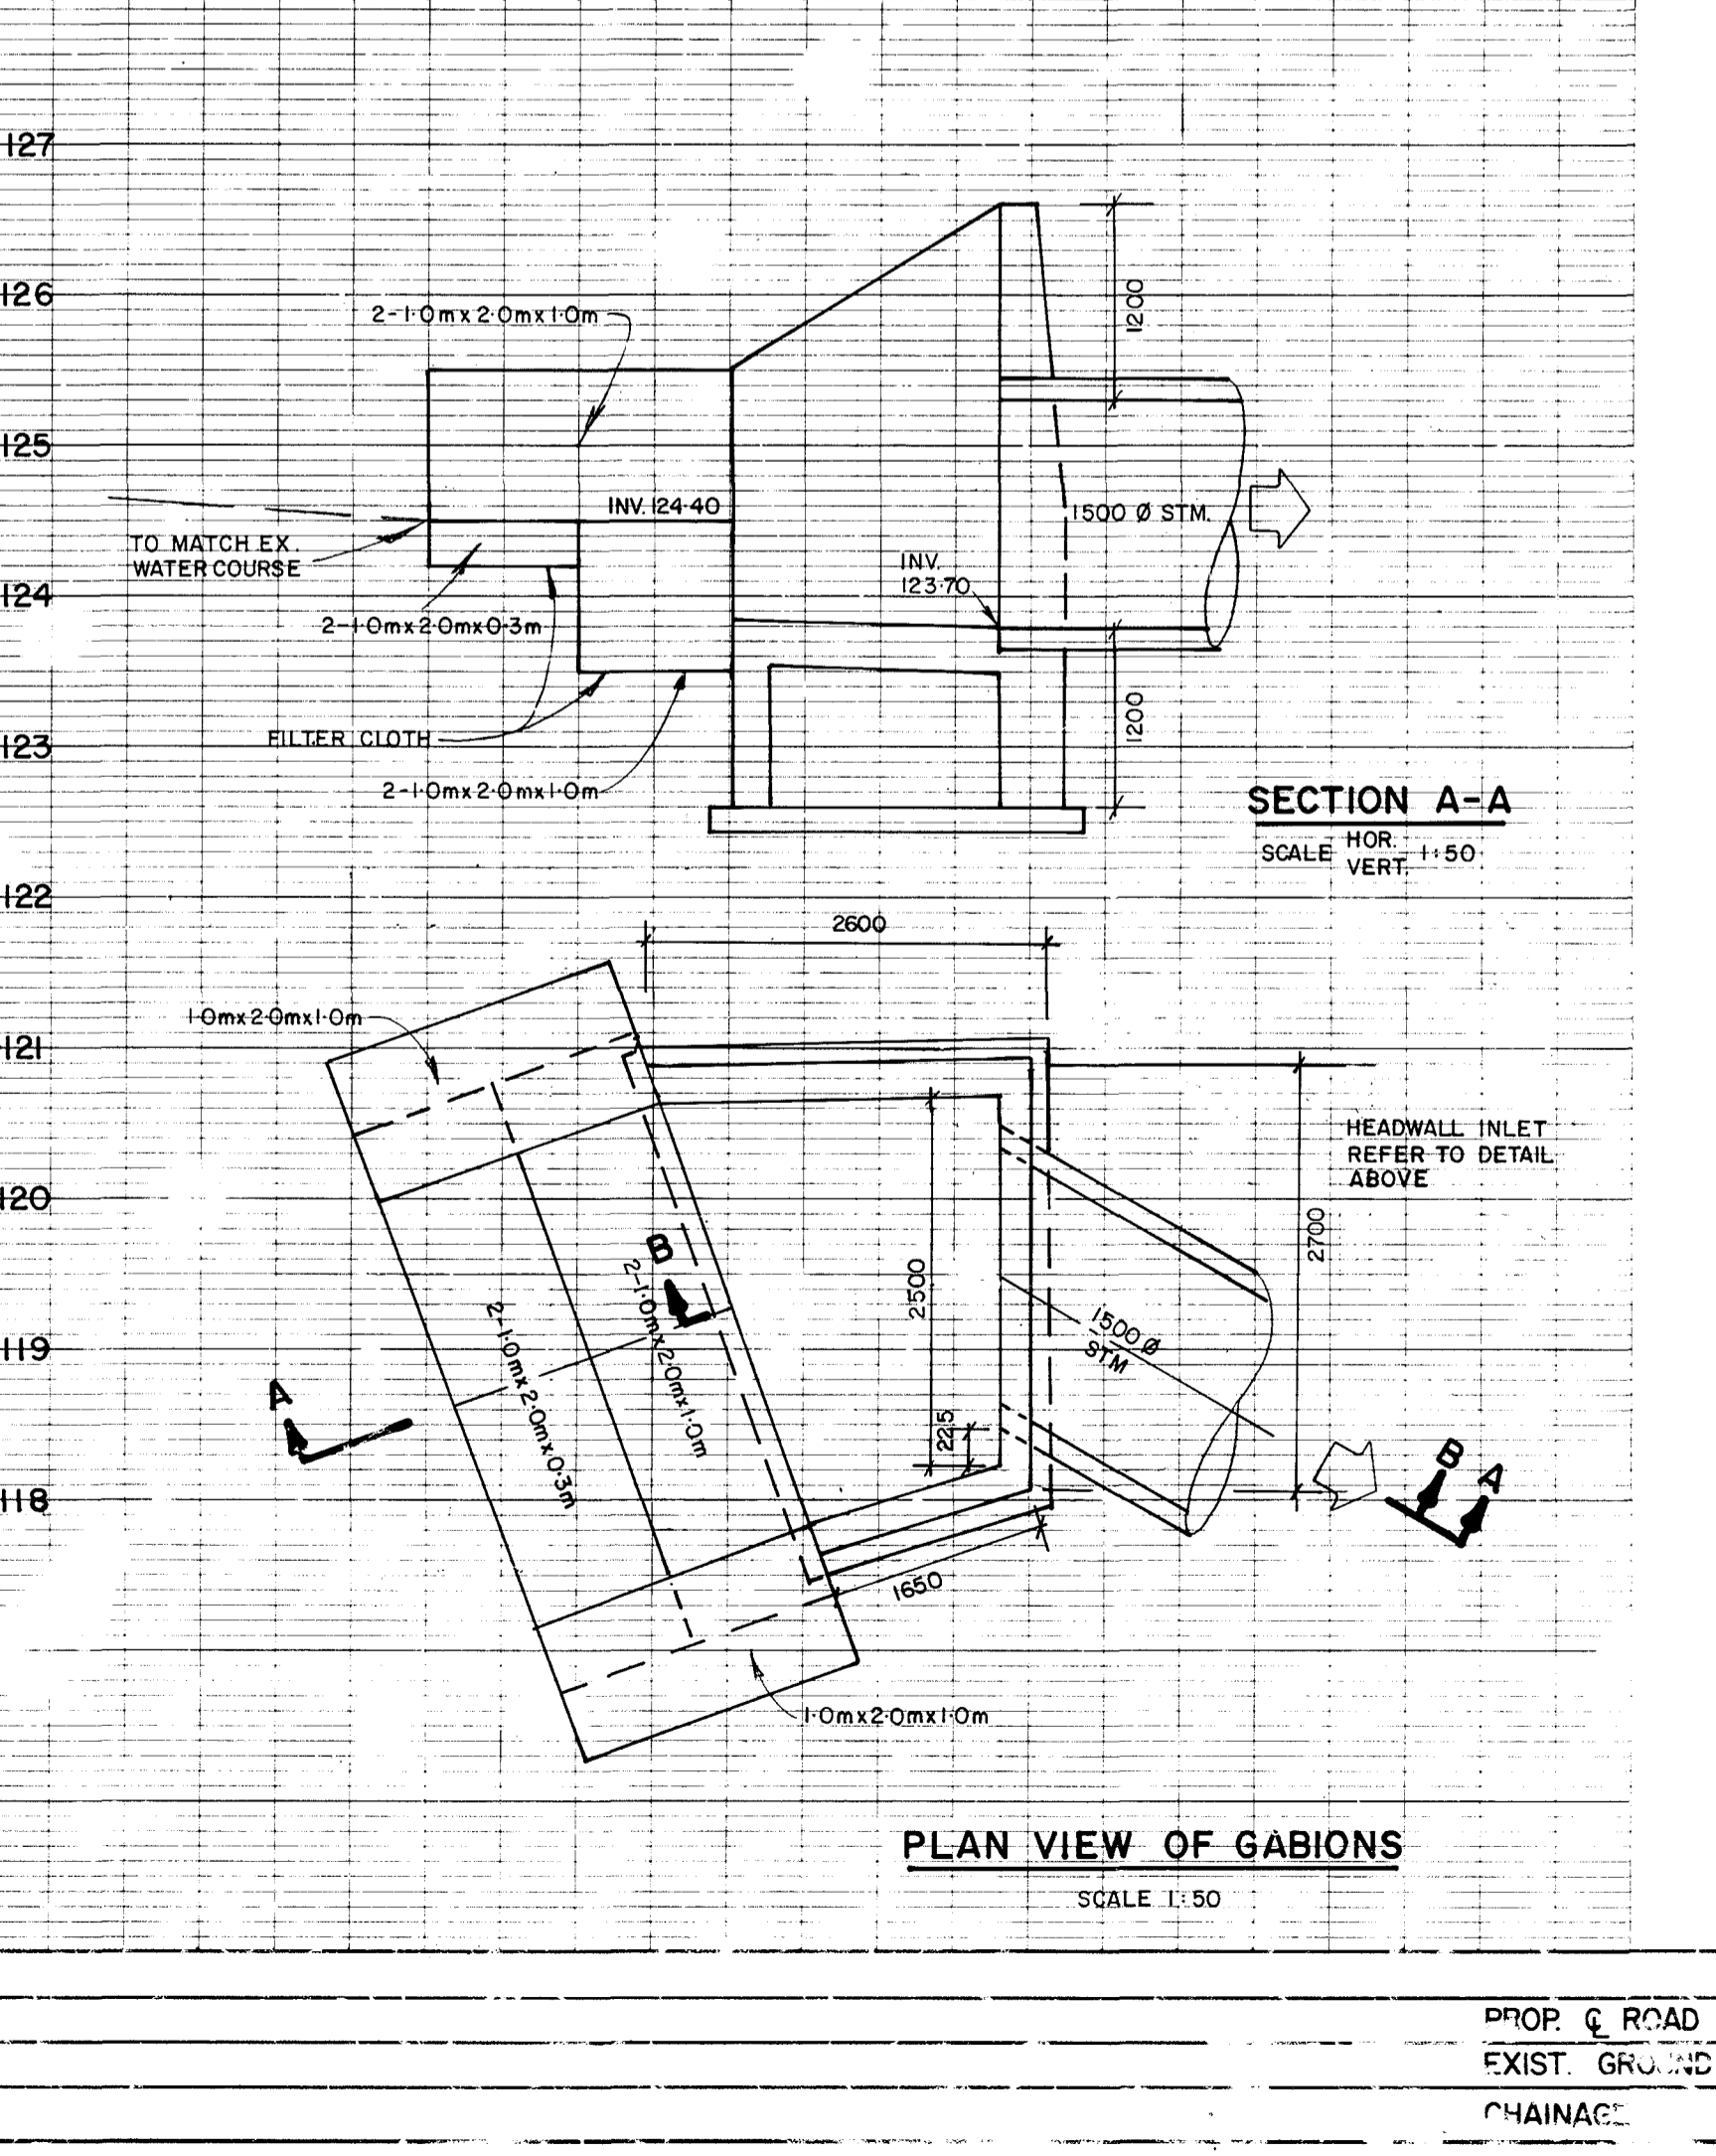 127
126
2-1·0m x 2·0m x 1·0m
1200
125
INV. 124·40
1500 Ø STM.
TO MATCH EX.
WATER COURSE
INV.
123·70
124
2-1·0m x 2·0m x 0·3m
FILTER CLOTH
123
1200
2-1·0m x 2·0m x 1·0m
SECTION A-A
SCALE HOR. 1:50
VERT.
122
2600
1·0m x 2·0m x 1·0m
121
HEADWALL INLET
REFER TO DETAIL
ABOVE
120
2700
B
2500
2-1·0m x 2·0m x 0·3m
2-1·0m x 2·0m x 1·0m
1500 Ø
STM
119
A
225
B A
118
1650
1·0m x 2·0m x 1·0m
PLAN VIEW OF GABIONS
SCALE 1:50
PROP. ℄ ROAD
EXIST. GROUND
CHAINAGE